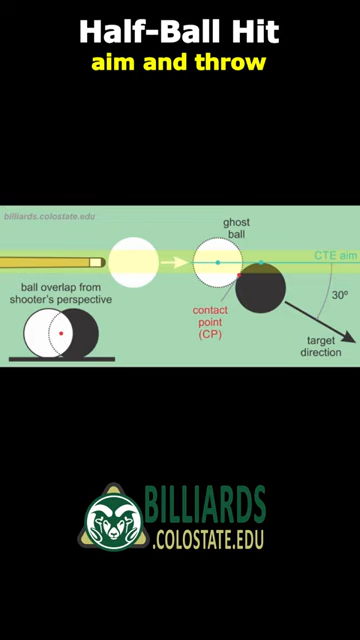 Half-Ball Hit
aim and throw
billiards.colostate.edu
ghost
ball
CTE aim
ball overlap from
shooter's perspective
contact
point
(CP)
30º
target
direction
BILLIARDS
.COLOSTATE.EDU